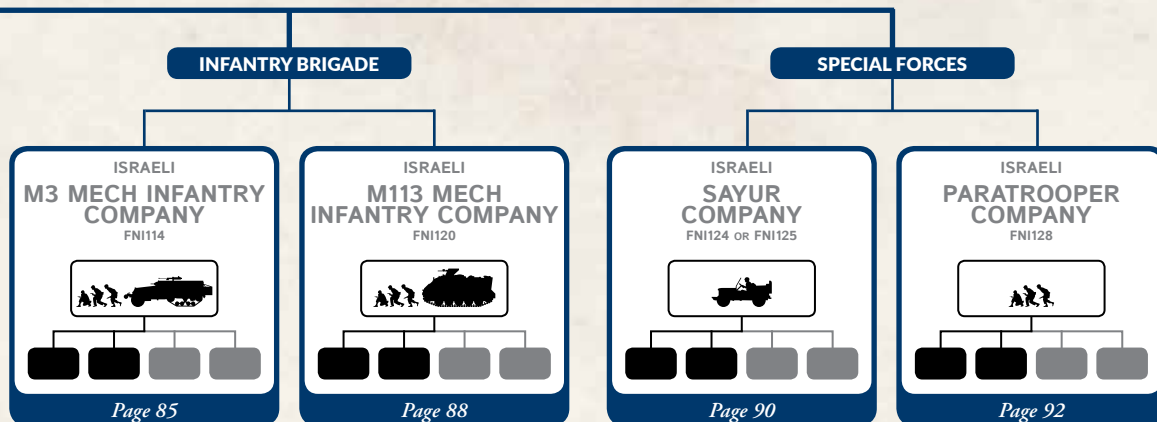 INFANTRY BRIGADE
SPECIAL FORCES
ISRAELI
M3 MECH INFANTRY
COMPANY
FNI114
Page 85
ISRAELI
M113 MECH
INFANTRY COMPANY
FNI120
Page 88
ISRAELI
SAYUR
COMPANY
FNI124 OR FNI125
Page 90
ISRAELI
PARATROOPER
COMPANY
FNI128
Page 92